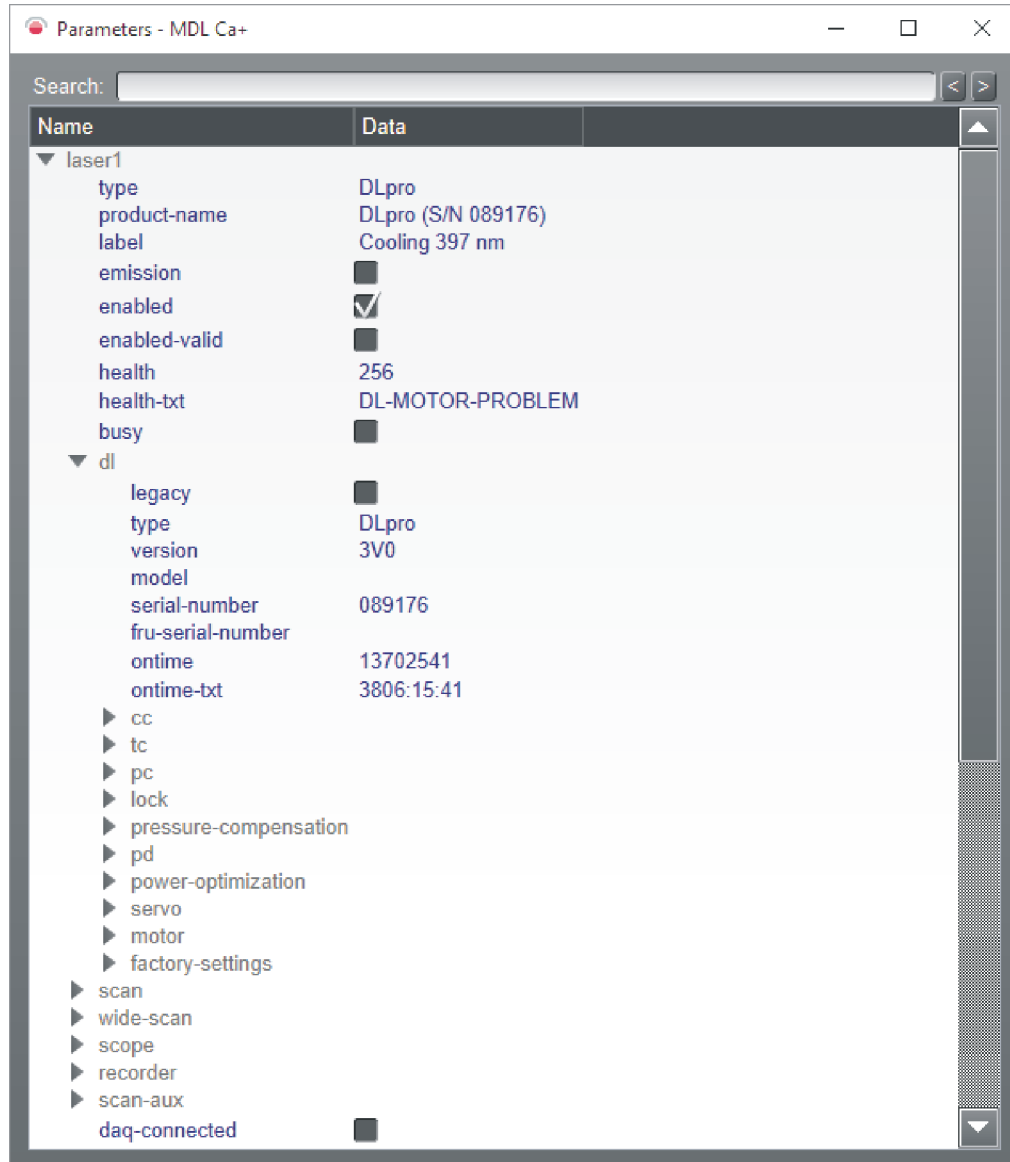 Parameters - MDL Ca+
Search: < >
Name Data
laser1
type DLpro
product-name DLpro (S/N 089176)
label Cooling 397 nm
emission
enabled
enabled-valid
health 256
health-txt DL-MOTOR-PROBLEM
busy
dl
legacy
type DLpro
version 3V0
model
serial-number 089176
fru-serial-number
ontime 13702541
ontime-txt 3806:15:41
cc
tc
pc
lock
pressure-compensation
pd
power-optimization
servo
motor
factory-settings
scan
wide-scan
scope
recorder
scan-aux
daq-connected